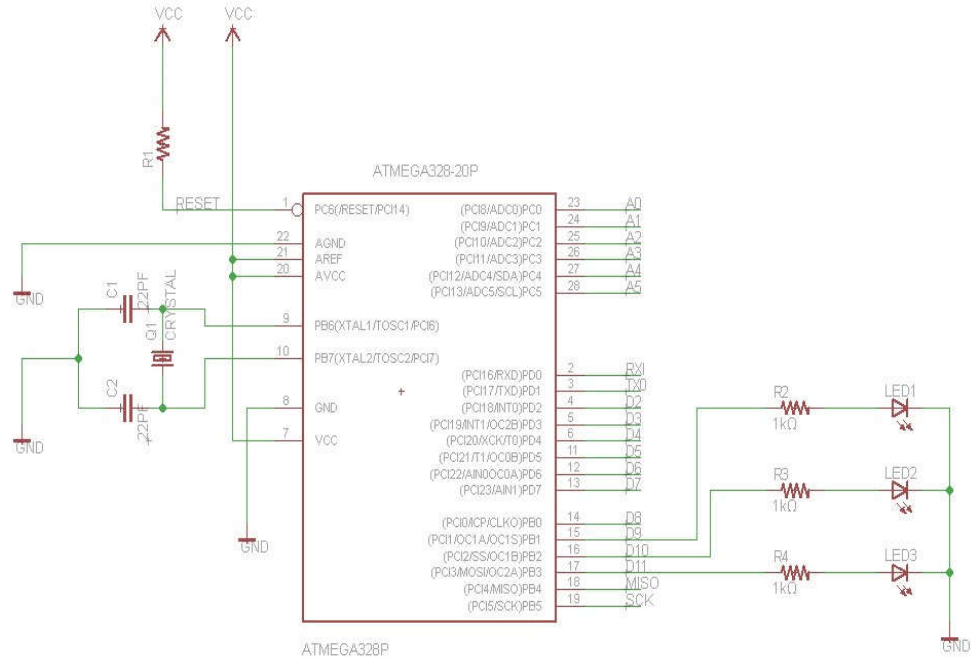 VCC
VCC
R1
ATMEGA328-20P
RESET
1
PC6(/RESET/PCI14)
22
AGND
21
AREF
20
AVCC
GND
C1
22PF
Q1
CRYSTAL
9
PB6(XTAL1/TOSC1/PCI6)
10
PB7(XTAL2/TOSC2/PCI7)
C2
22PF
GND
8
GND
7
VCC
GND
(PCI8/ADC0)PC0 23 A0
(PCI9/ADC1)PC1 24 A1
(PCI10/ADC2)PC2 25 A2
(PCI11/ADC3)PC3 26 A3
(PCI12/ADC4/SDA)PC4 27 A4
(PCI13/ADC5/SCL)PC5 28 A5
(PCI16/RXD)PD0 2 RXI
(PCI17/TXD)PD1 3 TX0
(PCI18/INT0)PD2 4 D2
(PCI19/INT1/OC2B)PD3 5 D3
(PCI20/XCK/T0)PD4 6 D4
(PCI21/T1/OC0B)PD5 11 D5
(PCI22/AIN0OC0A)PD6 12 D6
(PCI23/AIN1)PD7 13 D7
(PCI0/ICP/CLKO)PB0 14 D8
(PCI1/OC1A/OC1S)PB1 15 D9
(PCI2/SS/OC1B)PB2 16 D10
(PCI3/MOSI/OC2A)PB3 17 D11
(PCI4/MISO)PB4 18 MISO
(PCI5/SCK)PB5 19 SCK
R2
1kΩ
LED1
R3
1kΩ
LED2
R4
1kΩ
LED3
GND
ATMEGA328P